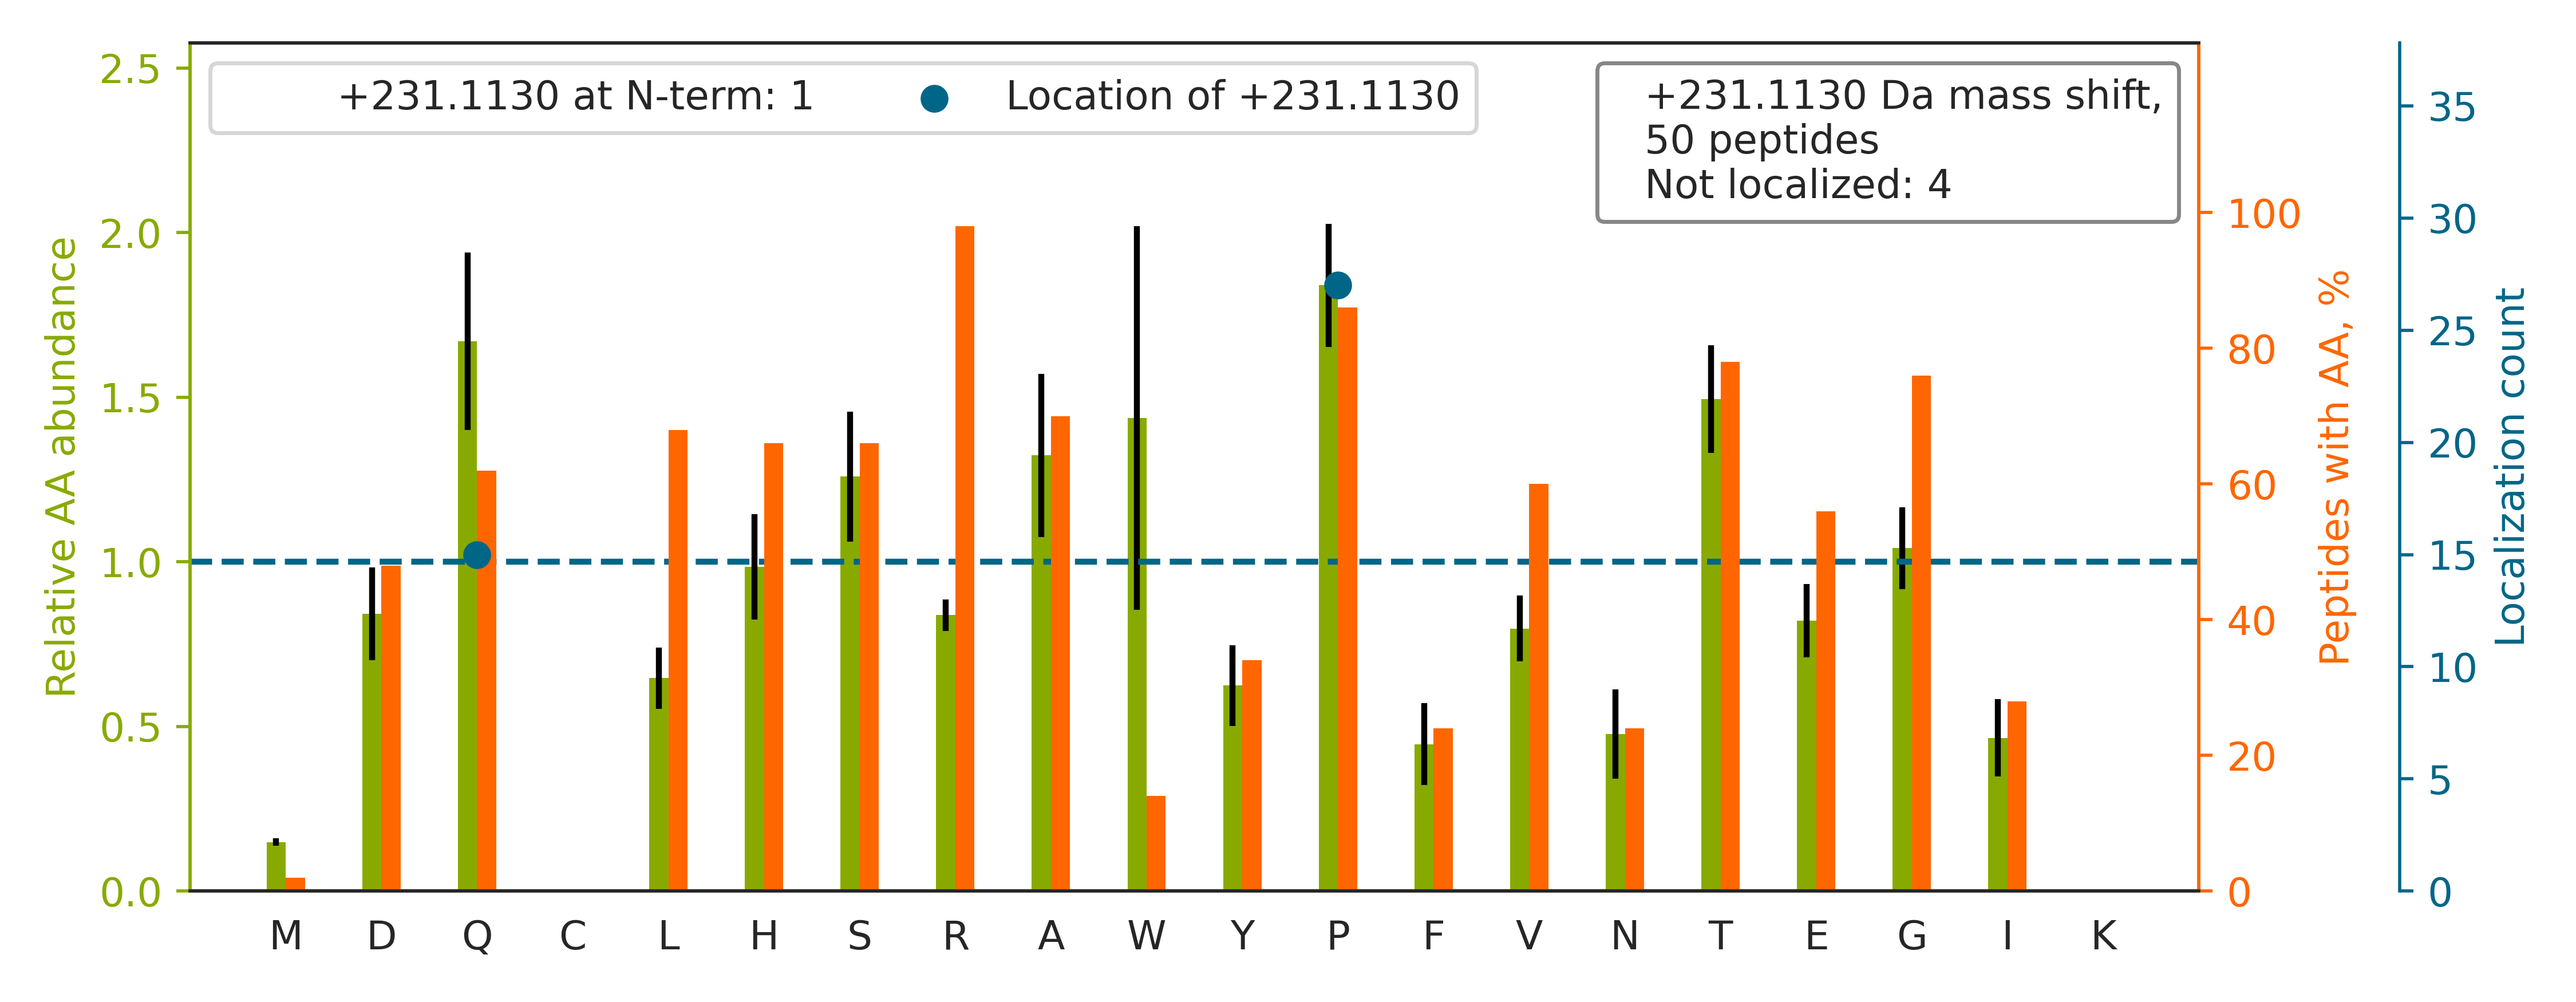 +231.1130 at N-term: 1
Location of +231.1130
+231.1130 Da mass shift,
50 peptides
Not localized: 4
Relative AA abundance
2.5
2.0
1.5
1.0
0.5
0.0
M D Q C L H S R A W Y P F V N T E G I K
100
80
60
40
20
0
Peptides with AA, %
35
30
25
20
15
10
5
0
Localization count